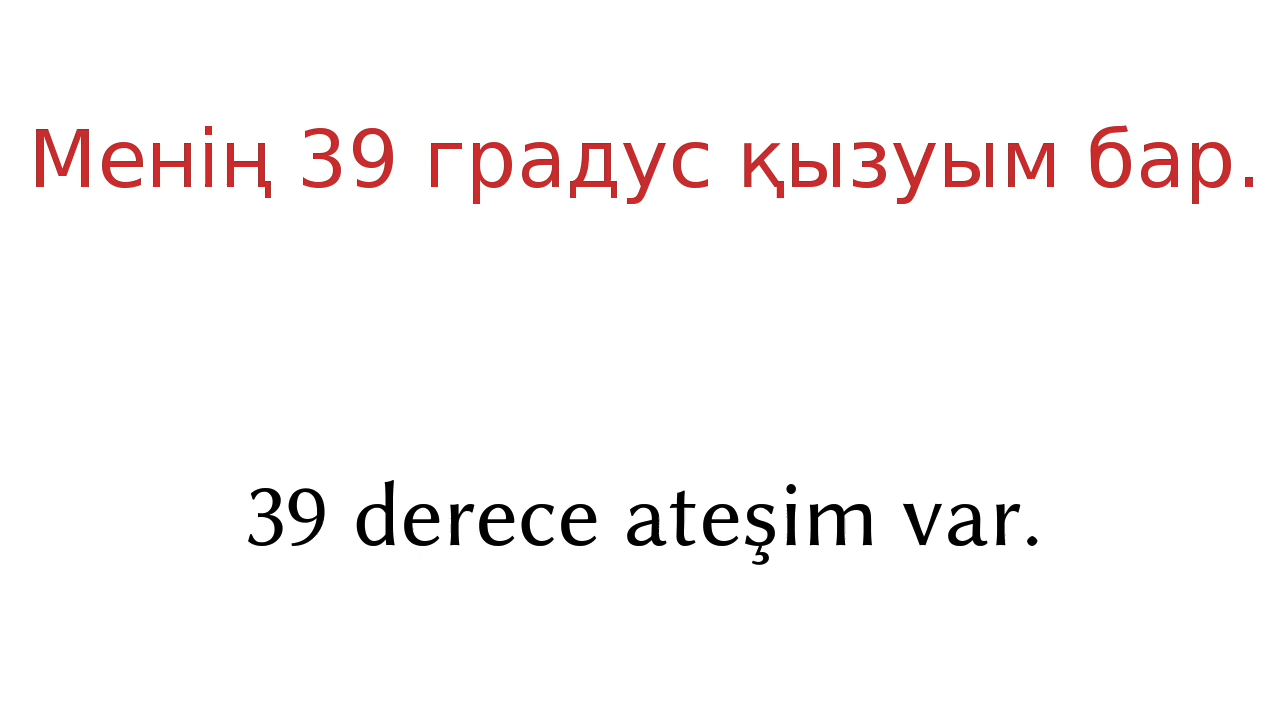 Менің 39 градус қызуым бар.
39 derece ateşim var.